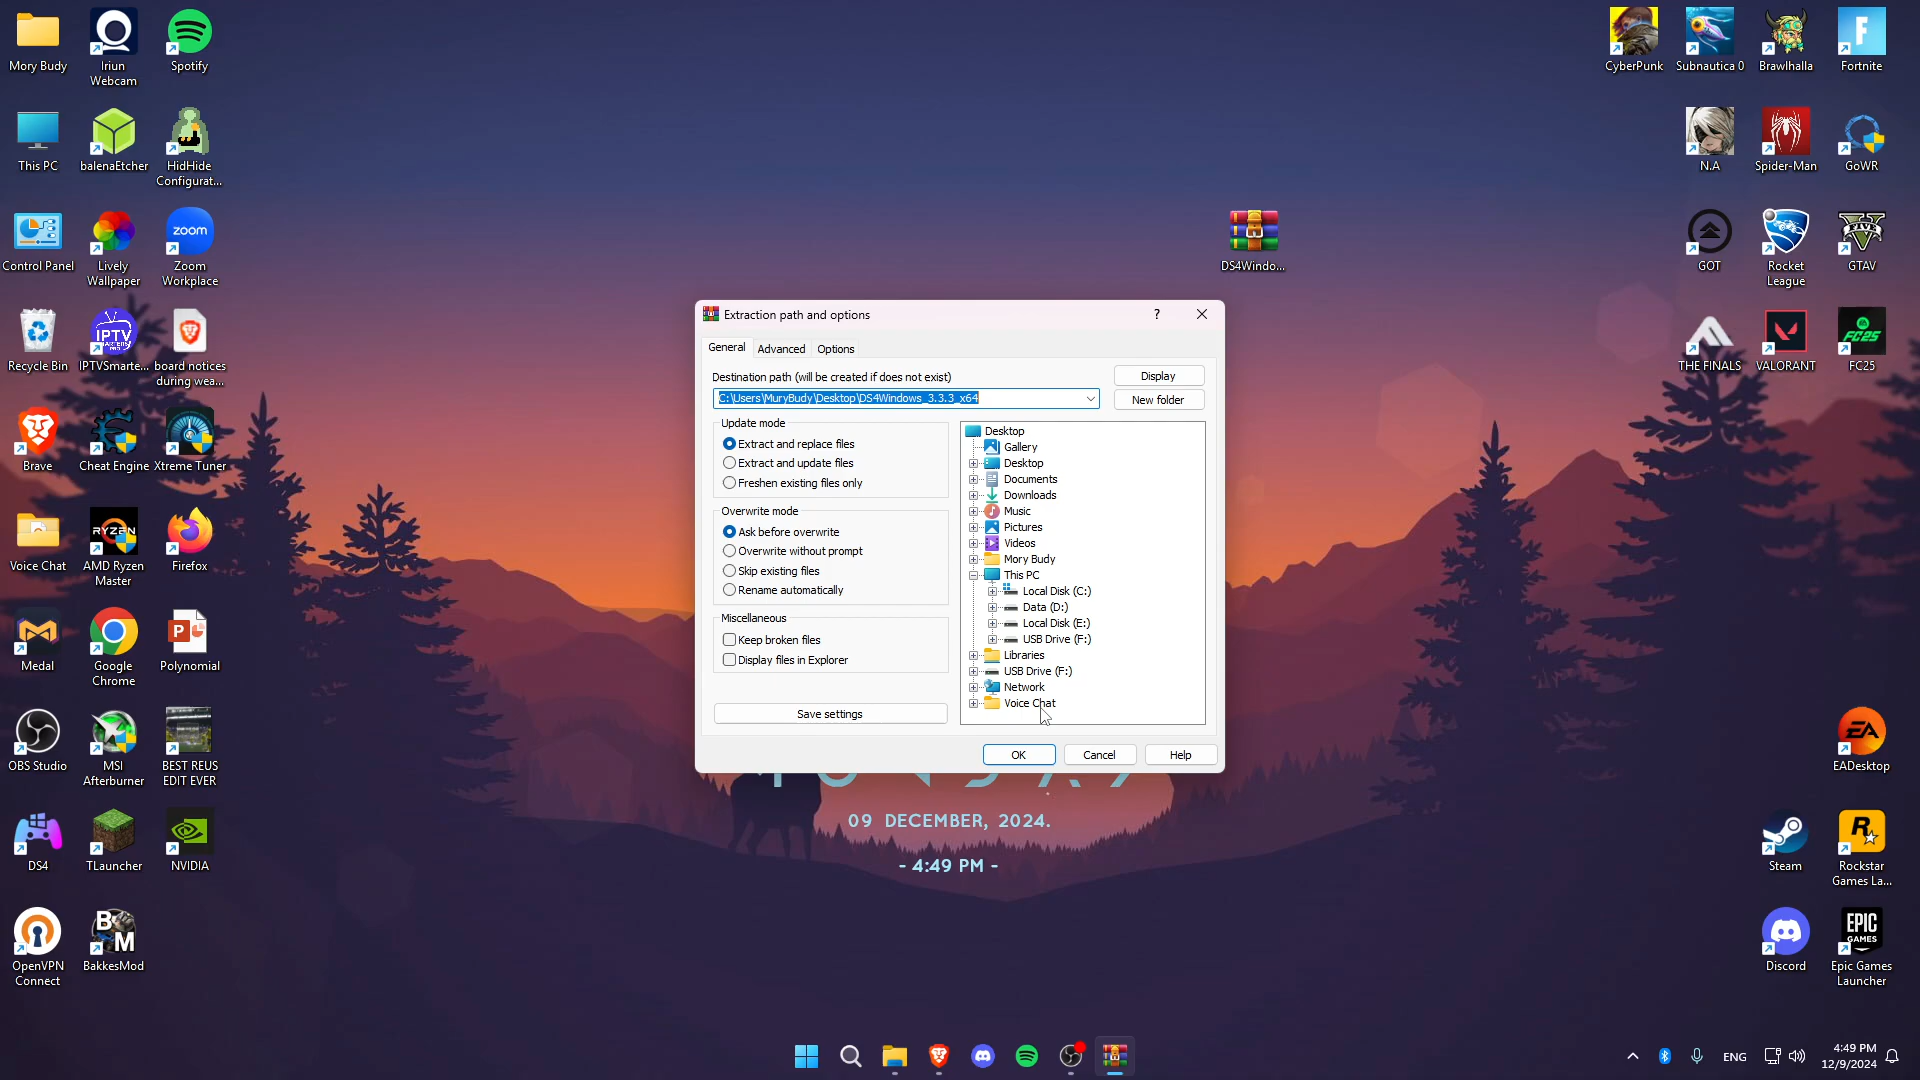 Mory Budy
Iriun
Webcam
Spotify
This PC
balenaEtcher
HidHide
Configurat...
Control Panel
Lively
Wallpaper
zoom
Zoom
Workplace
Recycle Bin
IPTV
IPTVSmarte...
board notices
during wea...
Brave
Cheat Engine
Xtreme Tuner
Voice Chat
RYZEN
AMD Ryzen
Master
Firefox
Medal
Google
Chrome
Polynomial
OBS Studio
MSI
Afterburner
BEST REUS
EDIT EVER
DS4
TLauncher
NVIDIA
OpenVPN
Connect
BakkesMod
CyberPunk
Subnautica 0
Brawlhalla
Fortnite
N.A
Spider-Man
GoWR
GOT
Rocket
League
GTAV
THE FINALS
VALORANT
FC25
EADesktop
Steam
Rockstar
Games La...
Discord
EPIC
GAMES
Epic Games
Launcher
DS4Windo...
Extraction path and options
General
Advanced
Options
Destination path (will be created if does not exist)
Display
C:\Users\MuryBudy\Desktop\DS4Windows_3.3.3_x64
New folder
Update mode
Extract and replace files
Extract and update files
Freshen existing files only
Overwrite mode
Ask before overwrite
Overwrite without prompt
Skip existing files
Rename automatically
Miscellaneous
Keep broken files
Display files in Explorer
Save settings
Desktop
Gallery
Desktop
Documents
Downloads
Music
Pictures
Videos
Mory Budy
This PC
Local Disk (C:)
Data (D:)
Local Disk (E:)
USB Drive (F:)
Libraries
USB Drive (F:)
Network
Voice Chat
OK
Cancel
Help
09 DECEMBER, 2024.
- 4:49 PM -
ENG
4:49 PM
12/9/2024